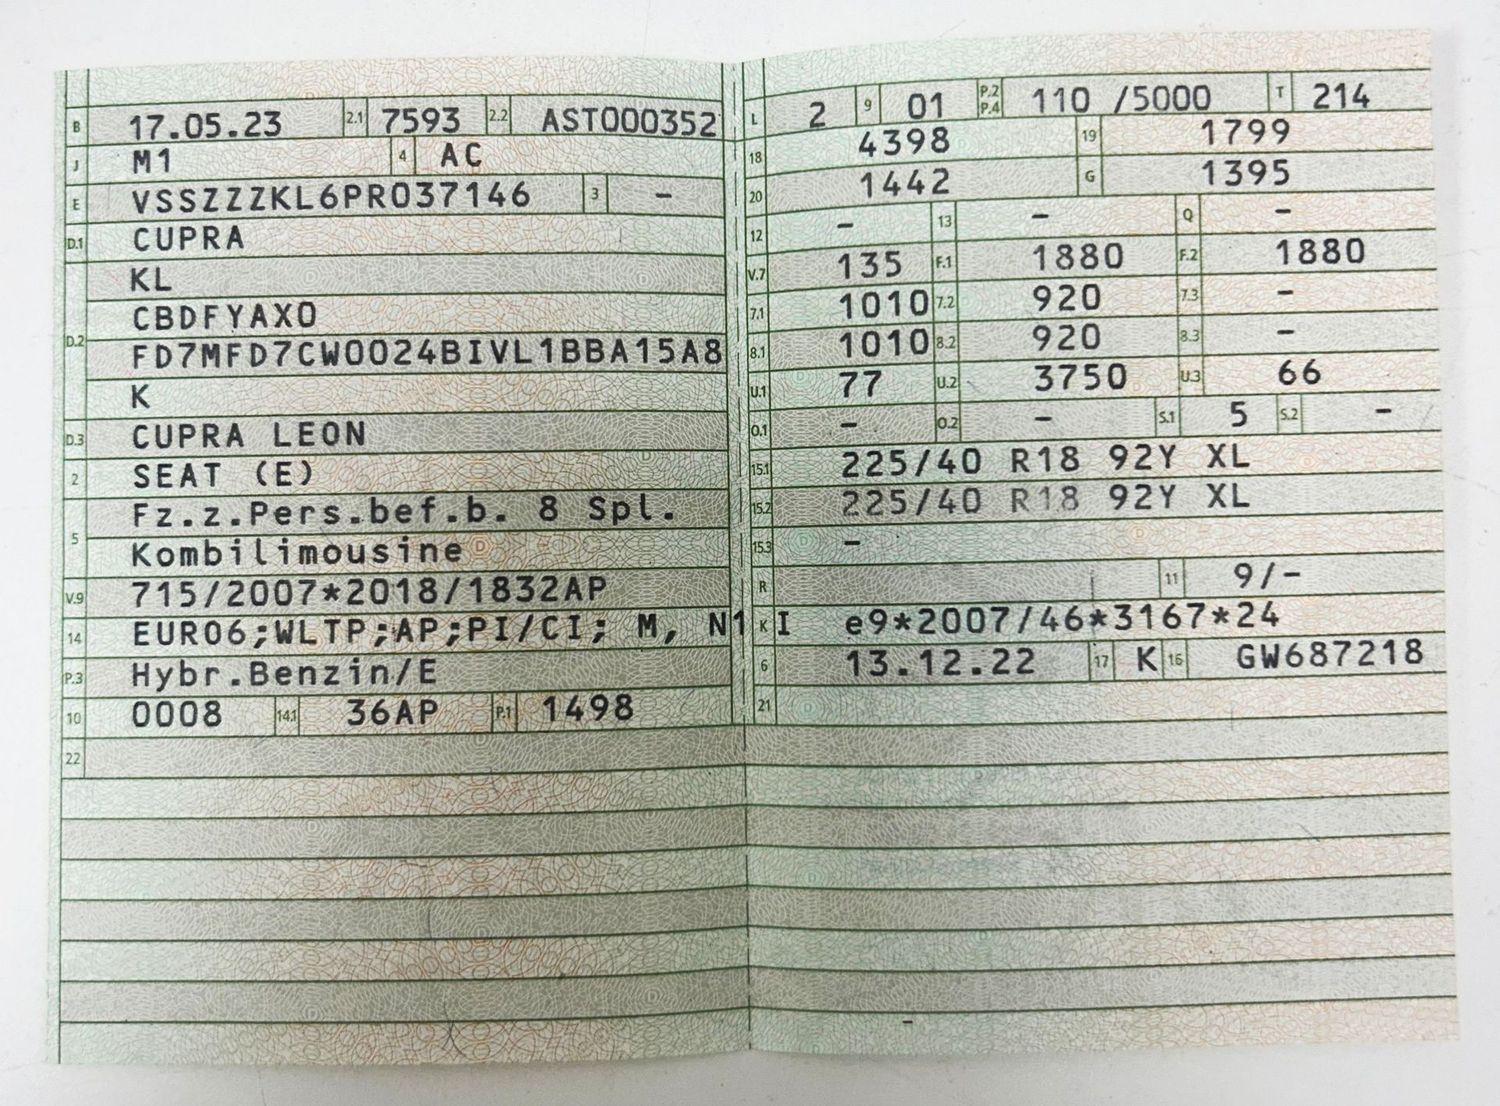 B 17.05.23 2.1 7593 2.2 AST000352
J M1 4 AC
E VSSZZZKL6PR037146 3 -
D.1 CUPRA
KL
D.2 CBDFYAX0
FD7MFD7CW0024BIVL1BBA15A8
K
D.3 CUPRA LEON
2 SEAT (E)
5 Fz.z.Pers.bef.b. 8 Spl.
Kombilimousine
V.9 715/2007*2018/1832AP
14 EURO6;WLTP;AP;PI/CI; M, N1 I
P.3 Hybr.Benzin/E
10 0008 14.1 36AP P.1 1498
22
L 2 9 01 P.2 P.4 110 /5000 T 214
18 4398 19 1799
20 1442 G 1395
12 - 13 - Q -
V.7 135 F.1 1880 F.2 1880
7.1 1010 7.2 920 7.3 -
8.1 1010 8.2 920 8.3 -
U.1 77 U.2 3750 U.3 66
O.1 - O.2 - S.1 5 S.2 -
15.1 225/40 R18 92Y XL
15.2 225/40 R18 92Y XL
15.3 -
R 11 9/-
K e9*2007/46*3167*24
6 13.12.22 17 K 16 GW687218
21
-